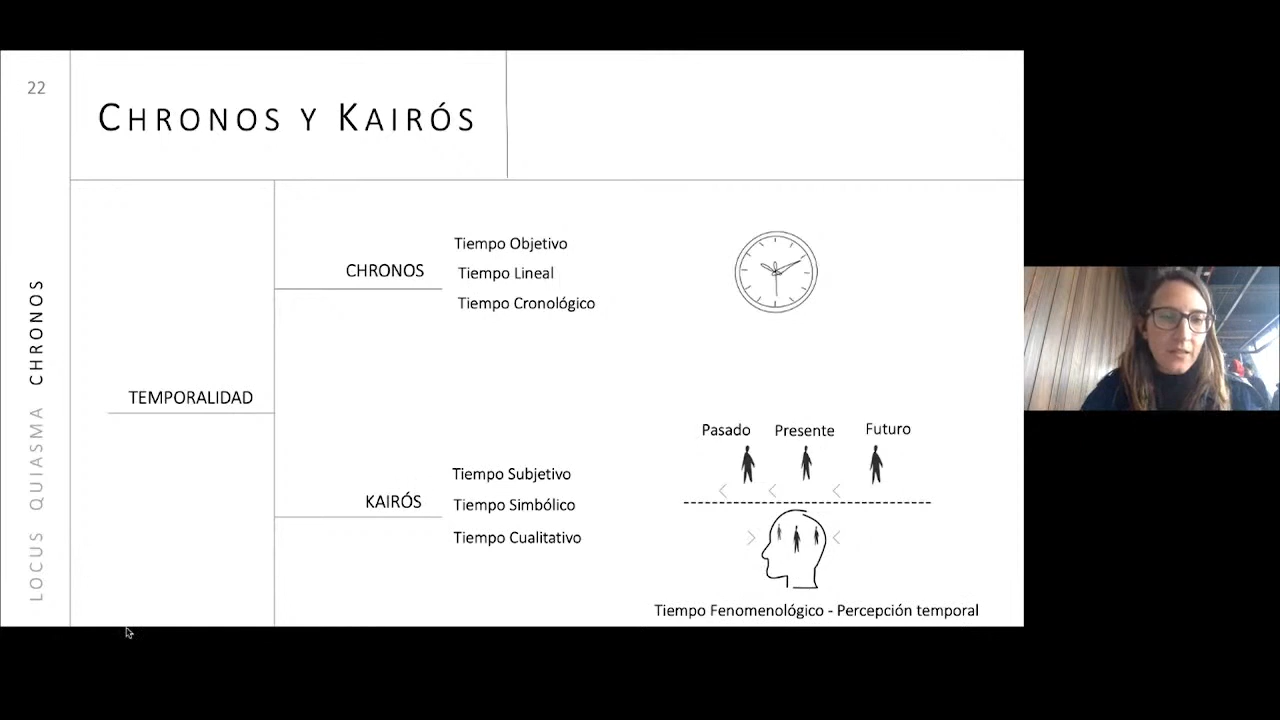 22
CHRONOS Y KAIRÓS
LOCUS QUIASMA CHRONOS
TEMPORALIDAD
CHRONOS
Tiempo Objetivo
Tiempo Lineal
Tiempo Cronológico
KAIRÓS
Tiempo Subjetivo
Tiempo Simbólico
Tiempo Cualitativo
Pasado Presente Futuro
Tiempo Fenomenológico - Percepción temporal